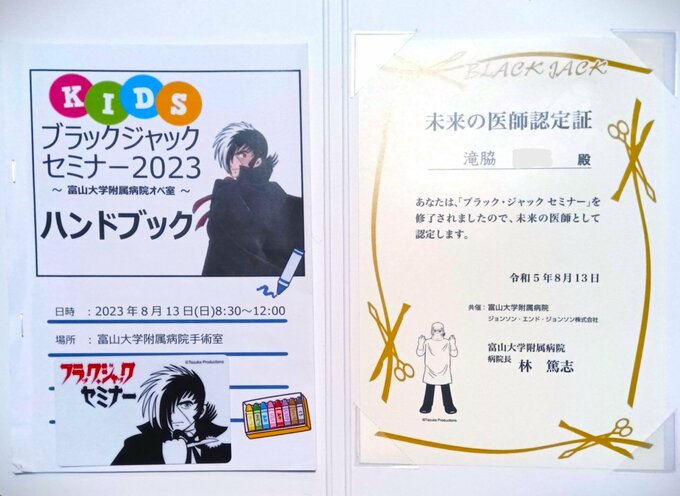 KIDS
ブラックジャック
セミナー2023
～ 富山大学附属病院オペ室 ～
ハンドブック
日時 ：2023年8月13日(日)8:30～12:00
場所 ：富山大学附属病院手術室
©Tezuka Productions
ブラック・ジャック
セミナー
BLACK JACK
未来の医師認定証
滝脇 殿
あなたは、「ブラック・ジャック セミナー」を
修了されましたので、未来の医師として
認定します。
令和5年8月13日
共催：富山大学附属病院
ジョンソン・エンド・ジョンソン株式会社
富山大学附属病院
病院長 林 篤志
©Tezuka Productions